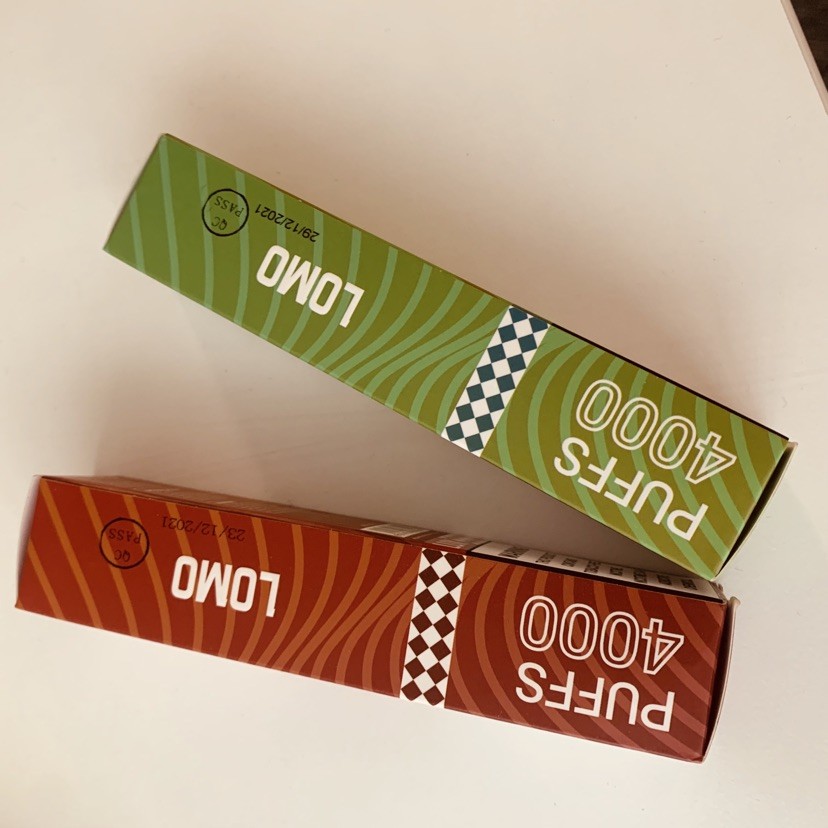 PUFFS
4000
LOMO
29/12/2021
QC
PASS
PUFFS
4000
LOMO
23/12/2021
QC
PASS